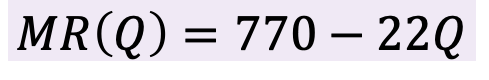 MR(Q) = 770 − 22Q